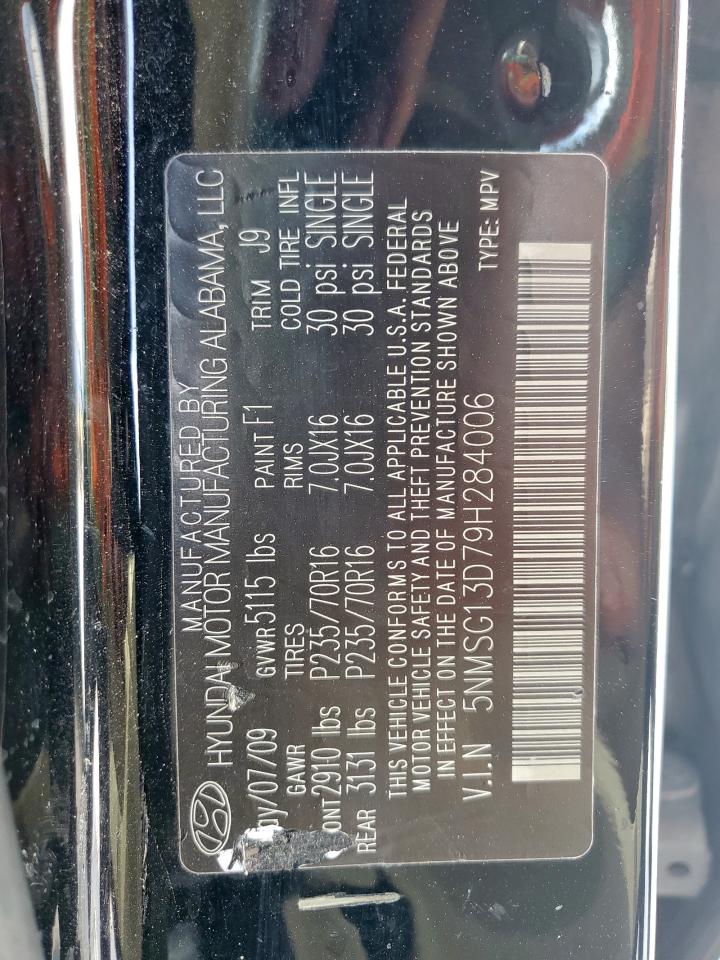 MANUFACTURED BY
HYUNDAI MOTOR MANUFACTURING ALABAMA, LLC
ay/07/09 GVWR 5115 lbs PAINT F1 TRIM J9
GAWR TIRES RIMS COLD TIRE INFL
ONT 2910 lbs P235/70R16 7.0JX16 30 psi SINGLE
REAR 3131 lbs P235/70R16 7.0JX16 30 psi SINGLE
THIS VEHICLE CONFORMS TO ALL APPLICABLE U.S.A. FEDERAL
MOTOR VEHICLE SAFETY AND THEFT PREVENTION STANDARDS
IN EFFECT ON THE DATE OF MANUFACTURE SHOWN ABOVE
V.I.N 5NMSG13D79H284006 TYPE: MPV